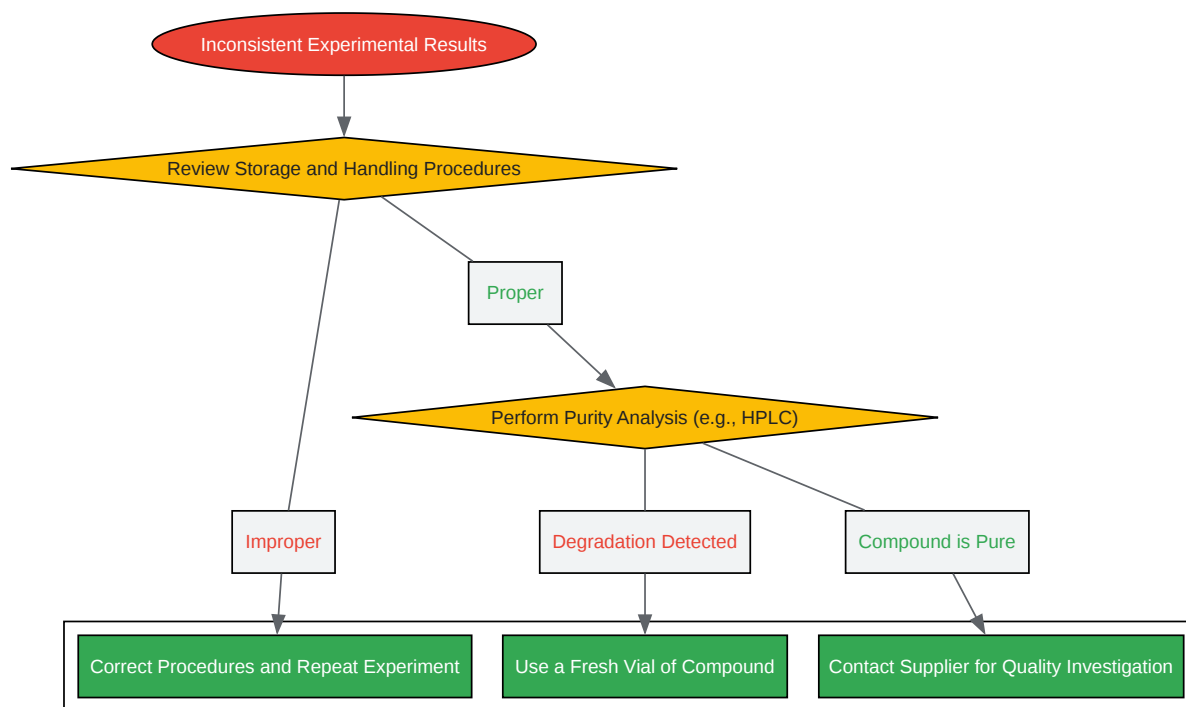 Inconsistent Experimental Results
Review Storage and Handling Procedures
Proper
Perform Purity Analysis (e.g., HPLC)
Improper
Degradation Detected
Compound is Pure
Correct Procedures and Repeat Experiment
Use a Fresh Vial of Compound
Contact Supplier for Quality Investigation